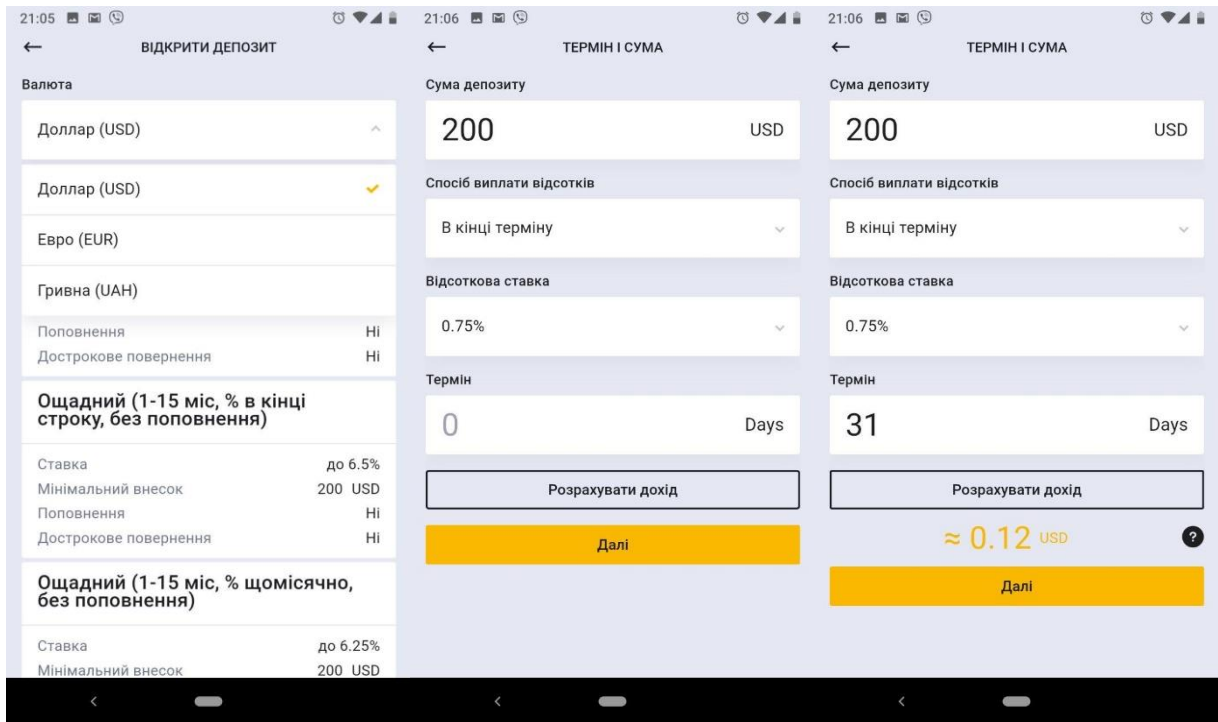 21:05
ВІДКРИТИ ДЕПОЗИТ
Валюта
Доллар (USD)
Доллар (USD)
Евро (EUR)
Гривна (UAH)
Поповнення Ні
Дострокове повернення Ні
Ощадний (1-15 міс, % в кінці
строку, без поповнення)
Ставка до 6.5%
Мінімальний внесок 200 USD
Поповнення Ні
Дострокове повернення Ні
Ощадний (1-15 міс, % щомісячно,
без поповнення)
Ставка до 6.25%
Мінімальний внесок 200 USD
21:06
ТЕРМІН І СУМА
Сума депозиту
200 USD
Спосіб виплати відсотків
В кінці терміну
Відсоткова ставка
0.75%
Термін
0 Days
Розрахувати дохід
Далі
21:06
ТЕРМІН І СУМА
Сума депозиту
200 USD
Спосіб виплати відсотків
В кінці терміну
Відсоткова ставка
0.75%
Термін
31 Days
Розрахувати дохід
≈ 0.12 USD ?
Далі